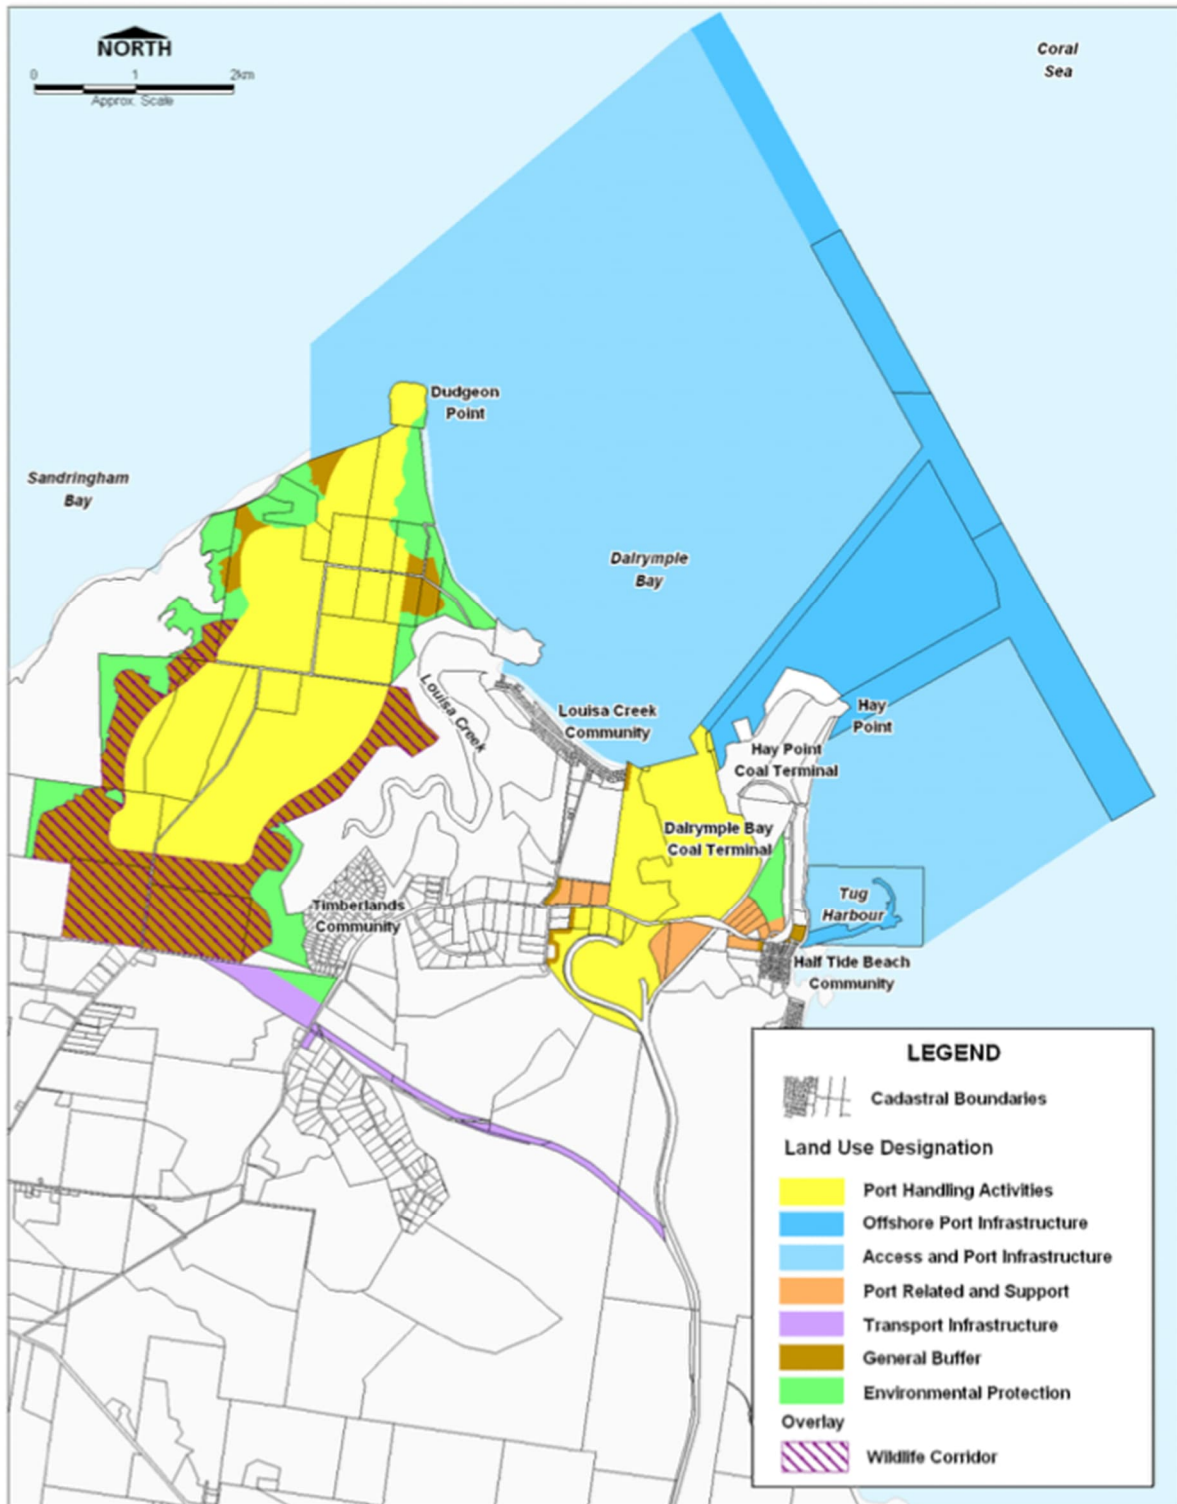 NORTH
0 1 2km
Approx. Scale
Coral
Sea
Dudgeon
Point
Sandringham
Bay
Dalrymple
Bay
Louisa Creek
Louisa Creek
Community
Hay
Point
Hay Point
Coal Terminal
Dalrymple Bay
Coal Terminal
Timberlands
Community
Tug
Harbour
Half Tide Beach
Community
LEGEND
Cadastral Boundaries
Land Use Designation
Port Handling Activities
Offshore Port Infrastructure
Access and Port Infrastructure
Port Related and Support
Transport Infrastructure
General Buffer
Environmental Protection
Overlay
Wildlife Corridor